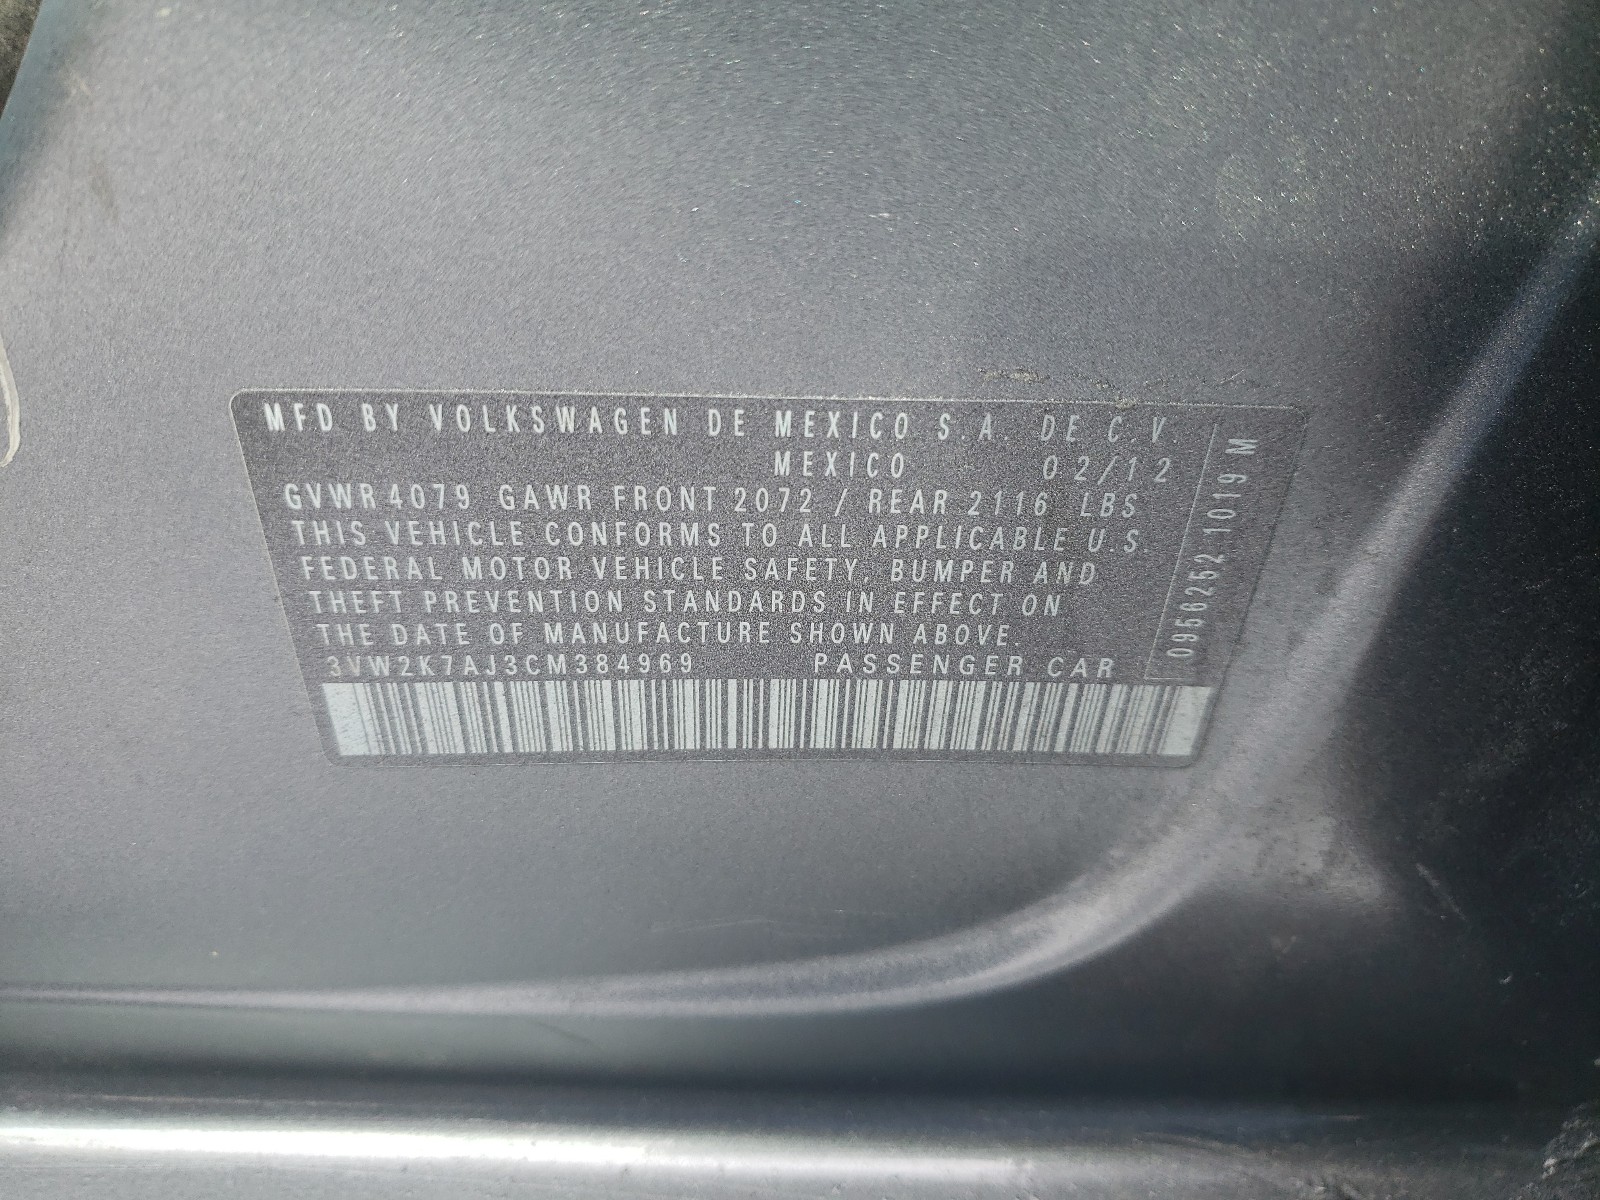 MFD BY VOLKSWAGEN DE MEXICO S.A. DE C.V.
MEXICO 02/12
GVWR 4079 GAWR FRONT 2072 / REAR 2116 LBS
THIS VEHICLE CONFORMS TO ALL APPLICABLE U.S.
FEDERAL MOTOR VEHICLE SAFETY, BUMPER AND
THEFT PREVENTION STANDARDS IN EFFECT ON
THE DATE OF MANUFACTURE SHOWN ABOVE.
3VW2K7AJ3CM384969 PASSENGER CAR
0956252 1019 M